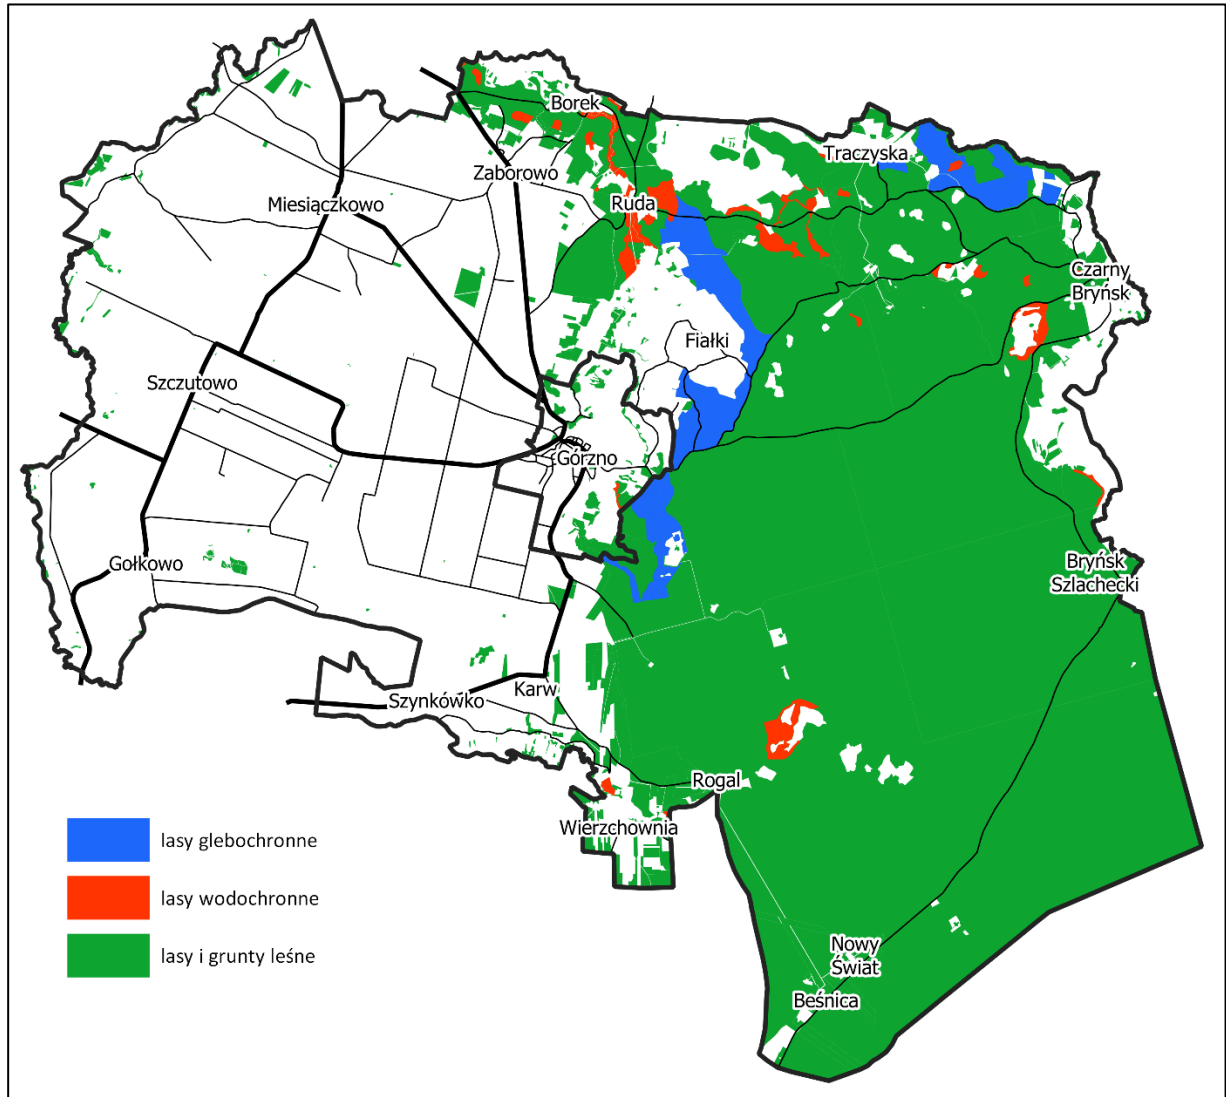 Borek
Traczyska
Zaborowo
Miesiączkowo
Ruda
Czarny
Bryńsk
Fiałki
Szczutowo
Górzno
Gołkowo
Bryńsk
Szlachecki
Karw
Szynkówko
Rogal
Wierzchownia
lasy glebochronne
lasy wodochronne
lasy i grunty leśne
Nowy
Świat
Beśnica